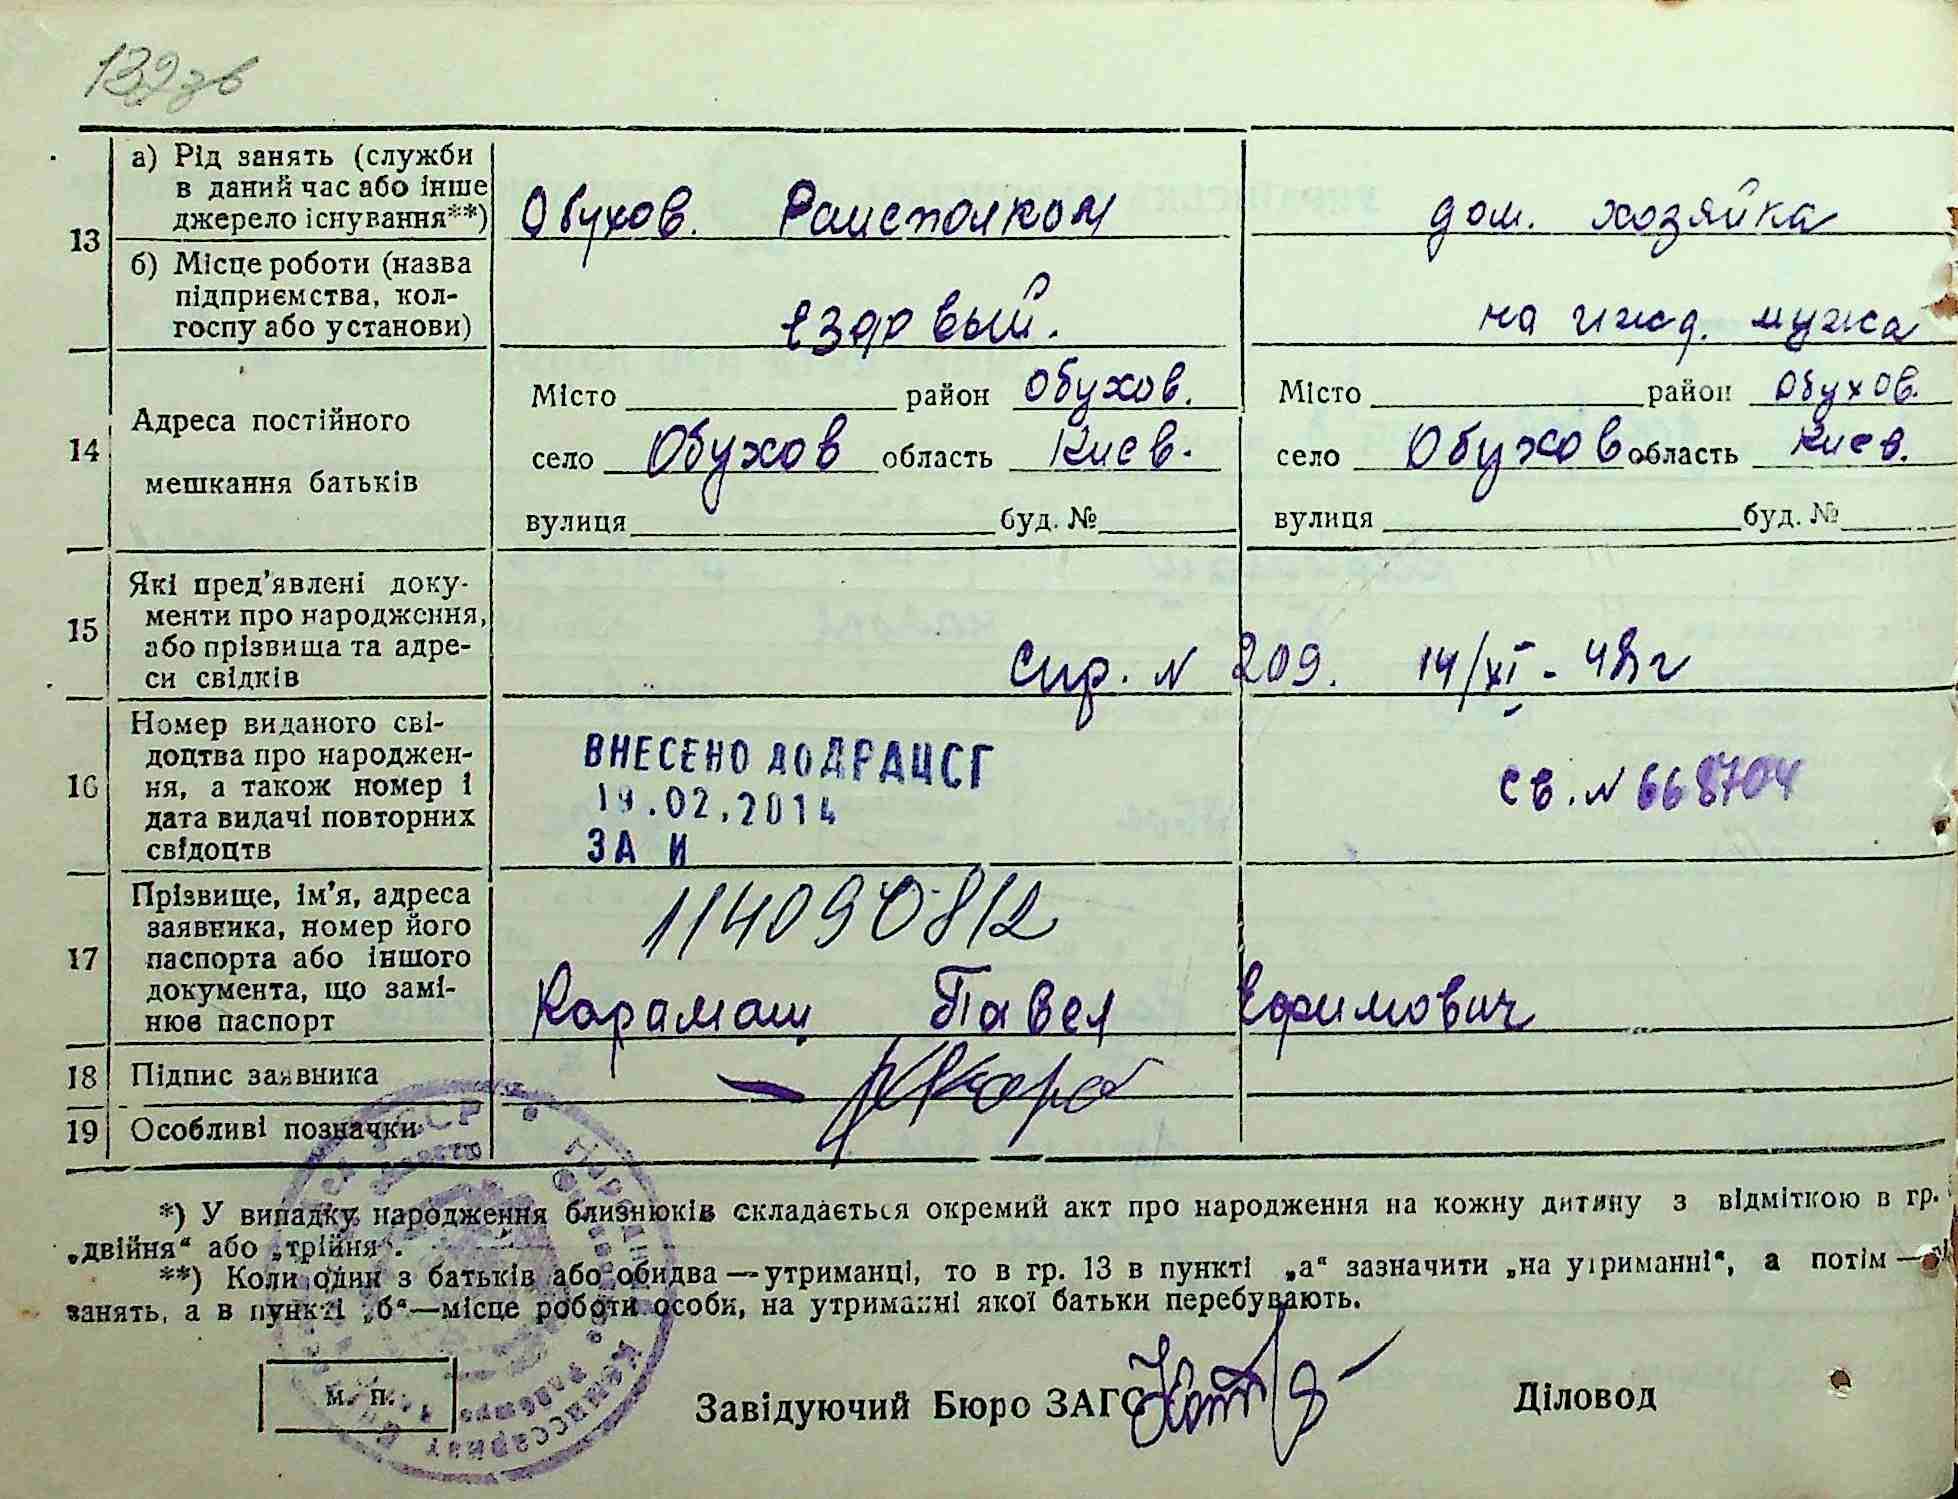 139 зв
13
а) Рід занять (служби
в даний час або інше
джерело існування**)
Обухов. Раисполком
дом. хозяйка
б) Місце роботи (назва
підприємства, кол-
госпу або установи)
ездовый.
на ижд. мужа
14
Адреса постійного
мешкання батьків
Місто район Обухов.
село Обухов область Киев.
вулиця буд. №
Місто район Обухов.
село Обухов область Киев.
вулиця буд. №
15
Які пред’явлені доку-
менти про народження,
або прізвища та адре-
си свідків
Спр. N 209. 14/XI - 48г
16
Номер виданого сві-
доцтва про народжен-
ня, а також номер і
дата видачі повторних
свідоцтв
ВНЕСЕНО ДО ДРАЦСГ
19.02.2014
ЗА И
Св. N 668704
17
Прізвище, ім’я, адреса
заявника, номер його
паспорта або іншого
документа, що замі-
нює паспорт
114090812
Карамаш Павел Ефимович
18 Підпис заявника
19 Особливі позначки
*) У випадку народження близнюків складається окремий акт про народження на кожну дитину з відміткою в гр.
„двійня“ або „трійня“.
**) Коли один з батьків або обидва — утриманці, то в гр. 13 в пункті „а“ зазначити „на утриманні“, а потім —
занять, а в пункті „б“—місце роботи особи, на утриманні якої батьки перебувають.
м. п.
Завідуючий Бюро ЗАГС
Діловод